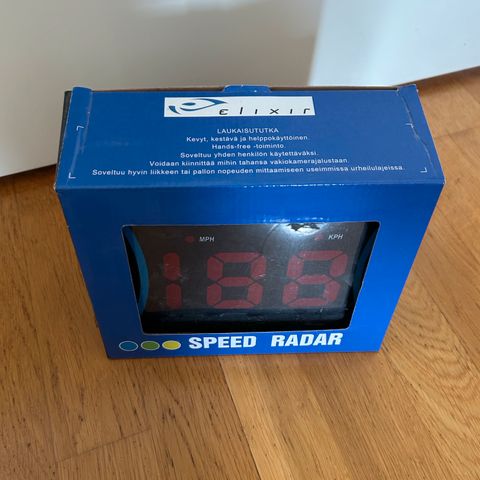 elixir
LAUKAISUTUTKA
Kevyt, kestävä ja helppokäyttöinen.
Hands-free -toiminto.
Soveltuu yhden henkilön käytettäväksi.
Voidaan kiinnittää mihin tahansa vakiokamerajalustaan.
Soveltuu hyvin liikkeen tai pallon nopeuden mittaamiseen useimmissa urheilulajeissa.
MPH KPH
188
SPEED RADAR